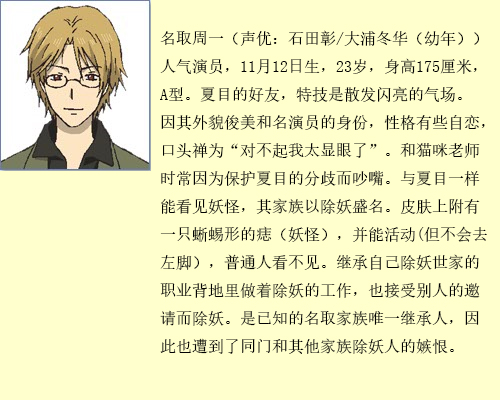 名取周一（声优：石田彰/大浦冬华（幼年））
人气演员，11月12日生，23岁，身高175厘米，
A型。夏目的好友，特技是散发闪亮的气场。
因其外貌俊美和名演员的身份，性格有些自恋，
口头禅为“对不起我太显眼了”。和猫咪老师
时常因为保护夏目的分歧而吵嘴。与夏目一样
能看见妖怪，其家族以除妖盛名。皮肤上附有
一只蜥蜴形的痣（妖怪），并能活动(但不会去
左脚），普通人看不见。继承自己除妖世家的
职业背地里做着除妖的工作，也接受别人的邀
请而除妖。是已知的名取家族唯一继承人，因
此也遭到了同门和其他家族除妖人的嫉恨。